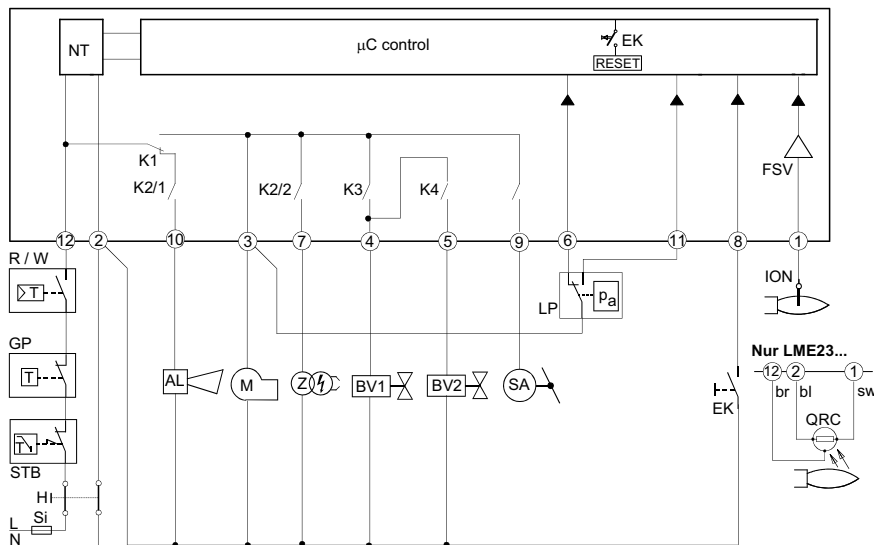 NT
µC control
EK
RESET
FSV
K1
K2/1
K2/2
K3
K4
12
2
10
3
7
4
5
9
6
11
8
1
R / W
T
GP
T
STB
T
H
L
Si
N
AL
M
Z
BV1
BV2
SA
LP
pa
EK
ION
Nur LME23...
12
2
1
br
bl
sw
QRC